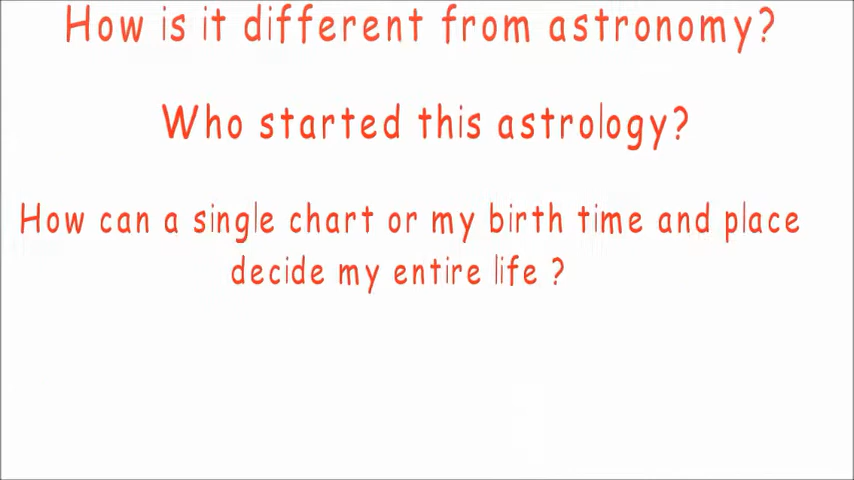 How is it different from astronomy?
Who started this astrology?
How can a single chart or my birth time and place
decide my entire life ?